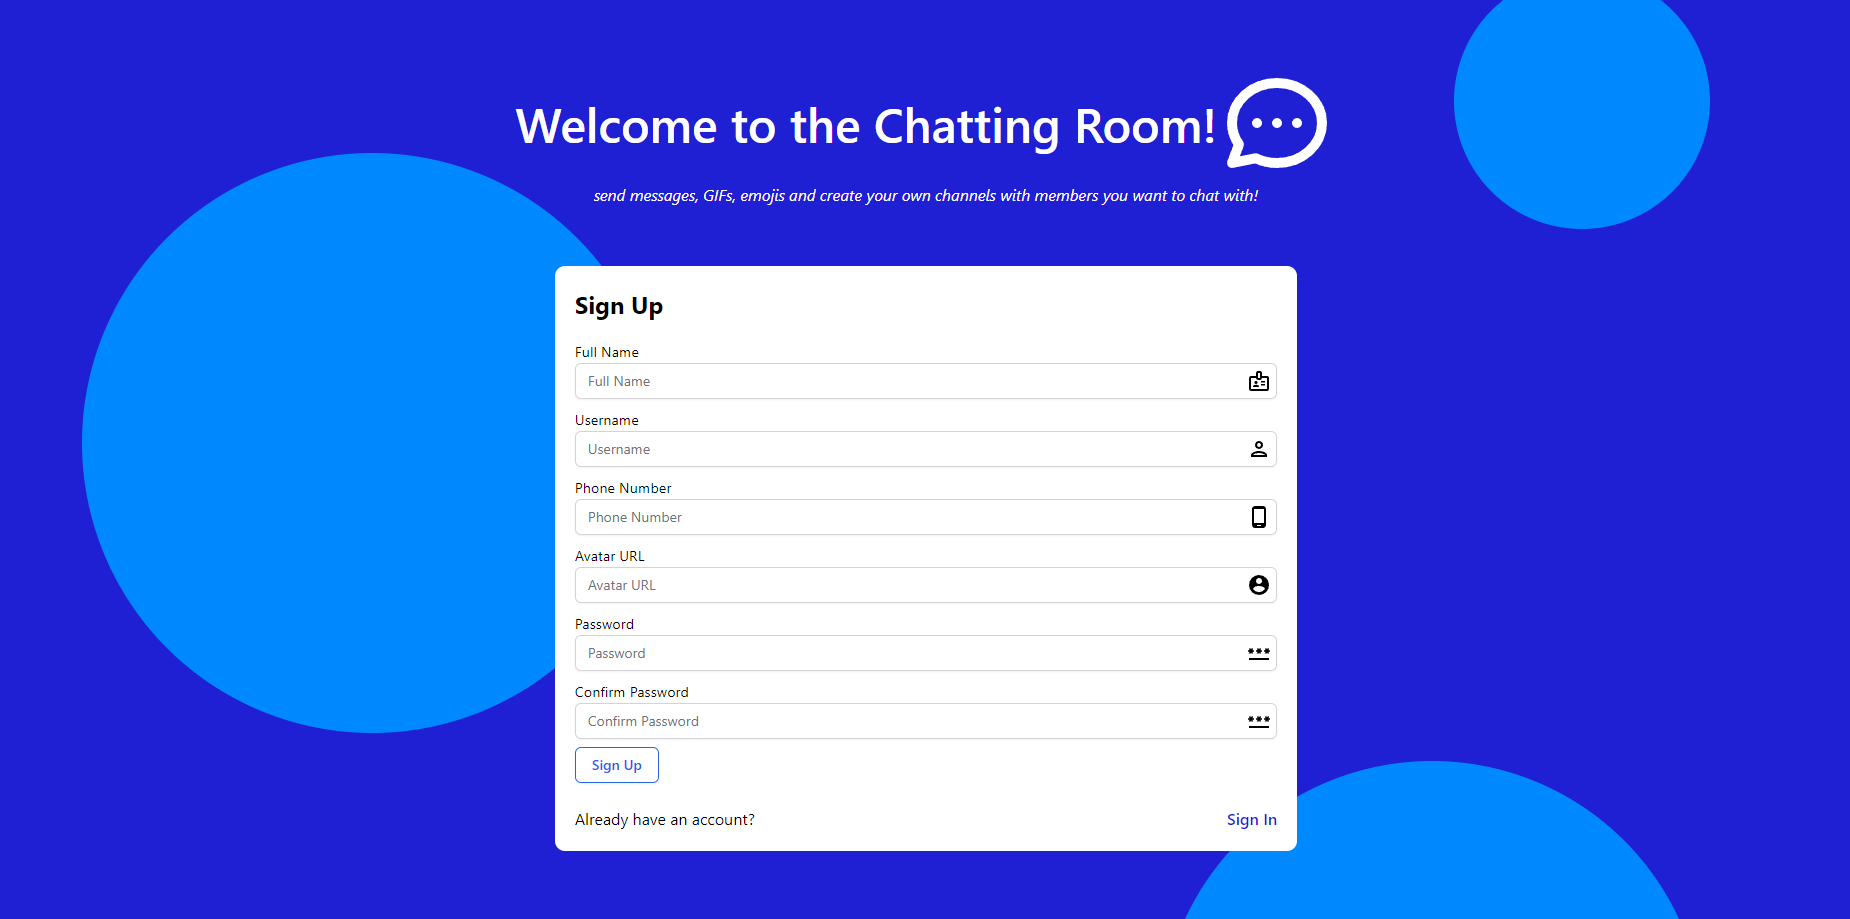 Welcome to the Chatting Room!
send messages, GIFs, emojis and create your own channels with members you want to chat with!
Sign Up
Full Name
Full Name
Username
Username
Phone Number
Phone Number
Avatar URL
Avatar URL
Password
Password
Confirm Password
Confirm Password
Sign Up
Already have an account? Sign In